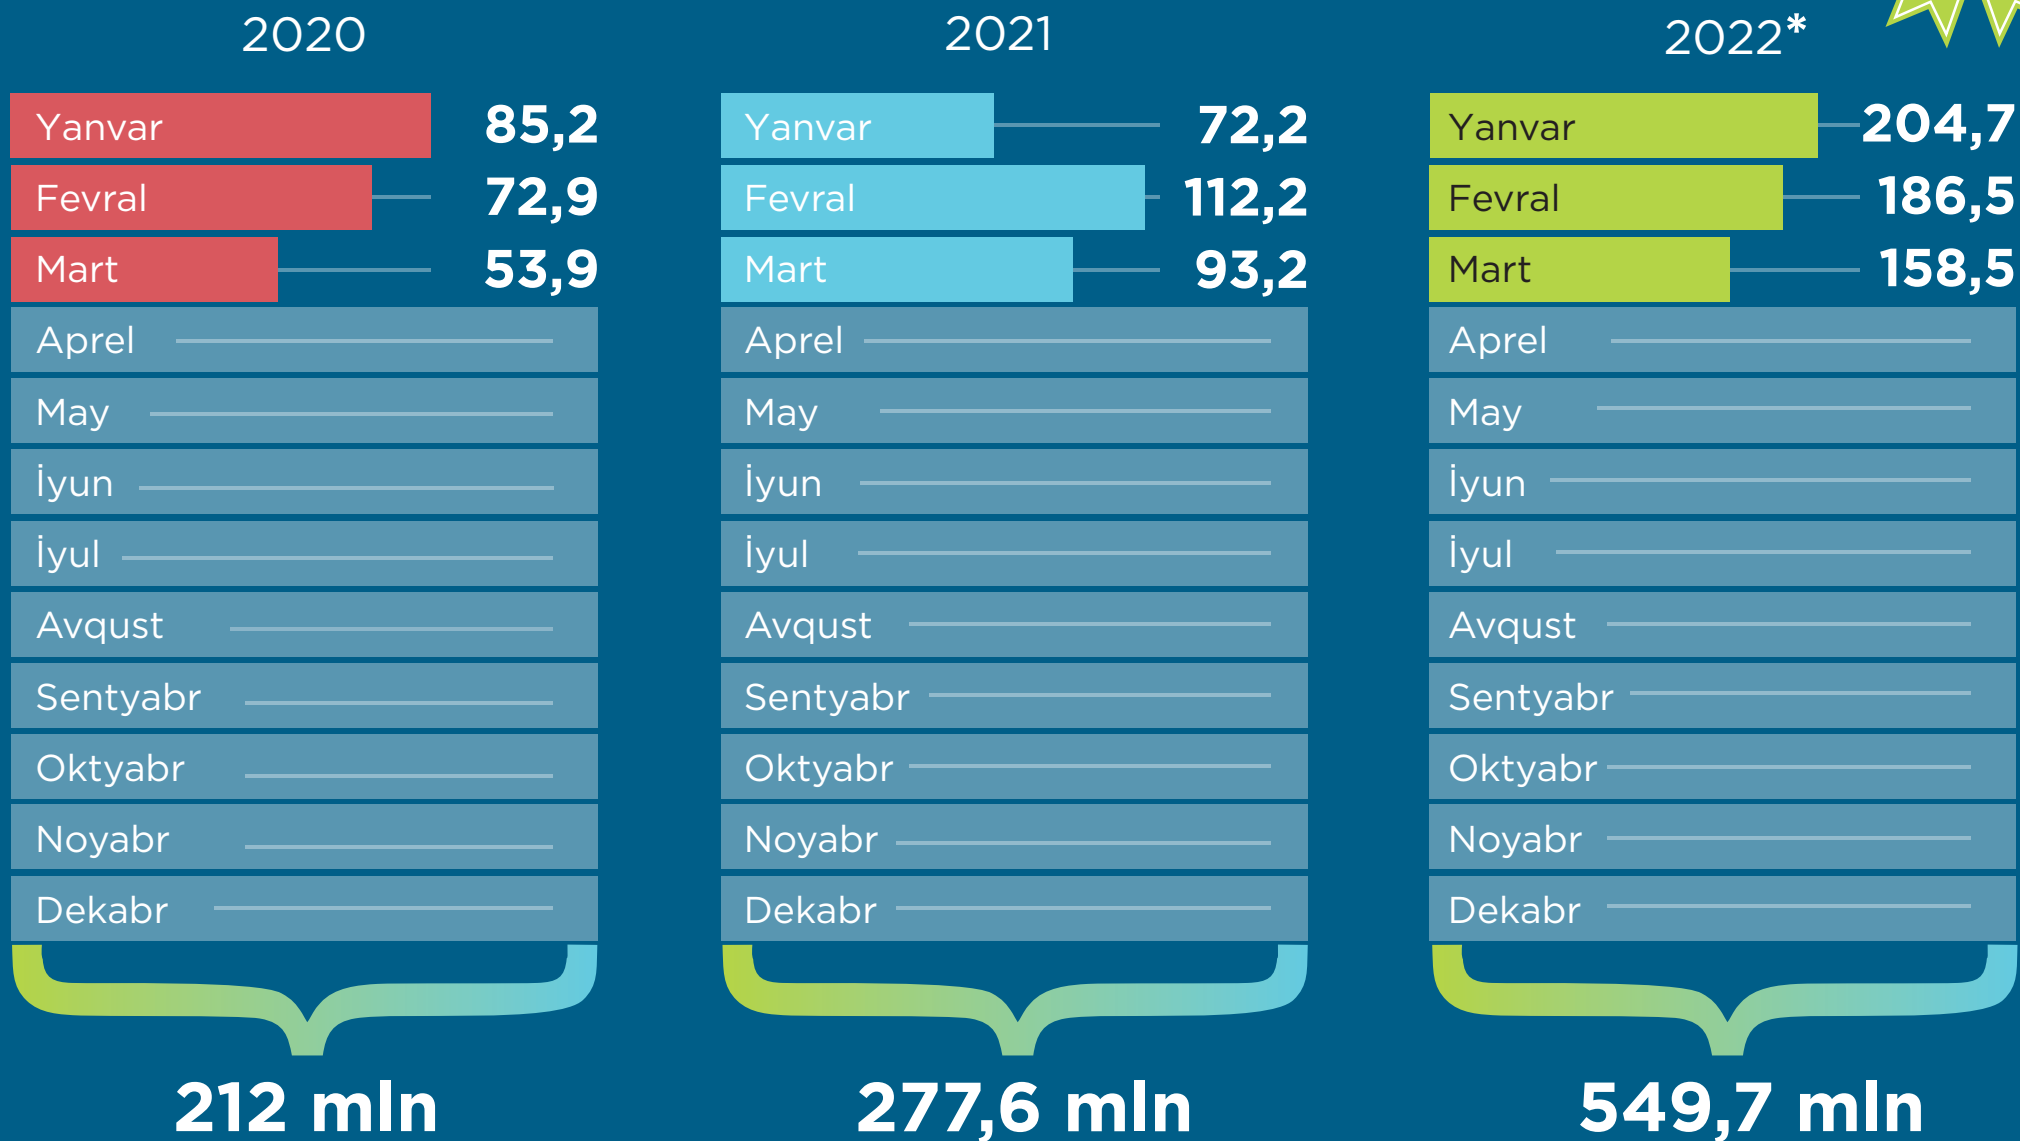 2020
Yanvar 85,2
Fevral 72,9
Mart 53,9
Aprel
May
İyun
İyul
Avqust
Sentyabr
Oktyabr
Noyabr
Dekabr
212 mln
2021
Yanvar 72,2
Fevral 112,2
Mart 93,2
Aprel
May
İyun
İyul
Avqust
Sentyabr
Oktyabr
Noyabr
Dekabr
277,6 mln
2022*
Yanvar 204,7
Fevral 186,5
Mart 158,5
Aprel
May
İyun
İyul
Avqust
Sentyabr
Oktyabr
Noyabr
Dekabr
549,7 mln